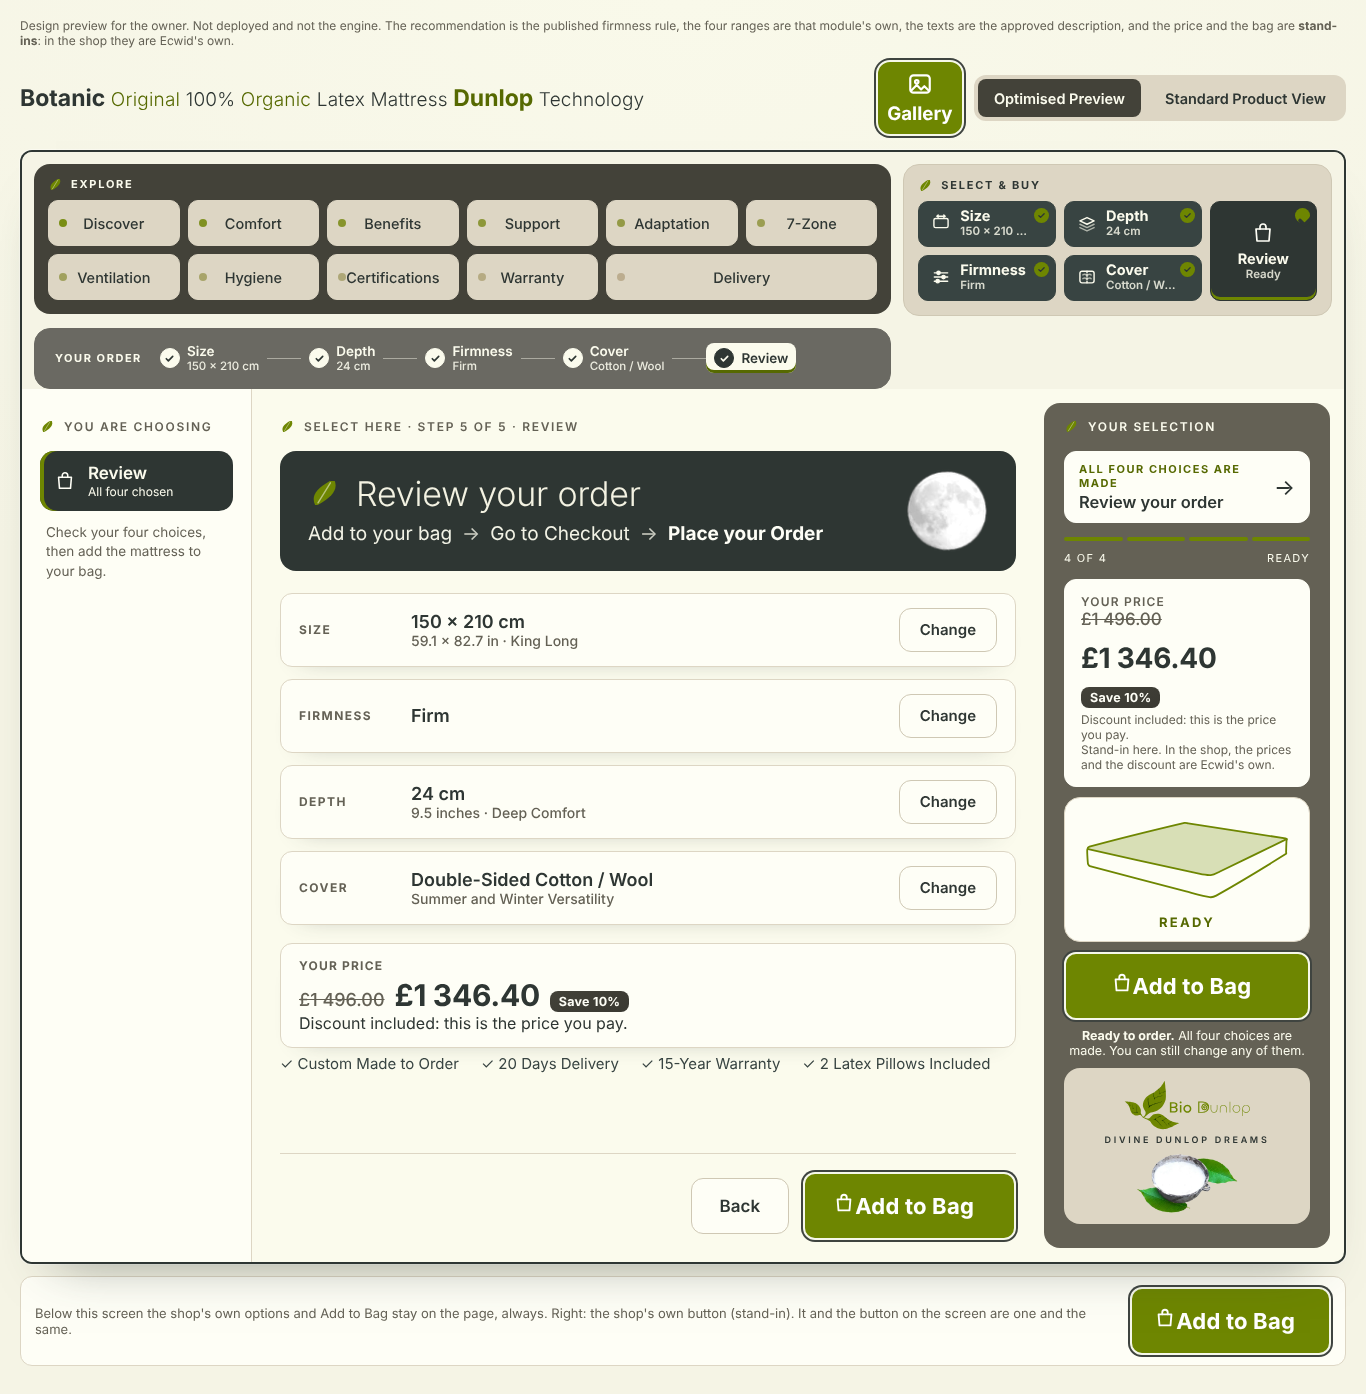 Design preview for the owner. Not deployed and not the engine. The recommendation is the published firmness rule, the four ranges are that module's own, the texts are the approved description, and the price and the bag are stand-
ins: in the shop they are Ecwid's own.
Botanic Original 100% Organic Latex Mattress Dunlop Technology
Gallery
Optimised Preview
Standard Product View
EXPLORE
Discover
Comfort
Benefits
Support
Adaptation
7-Zone
Ventilation
Hygiene
Certifications
Warranty
Delivery
SELECT & BUY
Size
150 × 210 ...
Depth
24 cm
Firmness
Firm
Cover
Cotton / W...
Review
Ready
YOUR ORDER
Size
150 × 210 cm
Depth
24 cm
Firmness
Firm
Cover
Cotton / Wool
Review
YOU ARE CHOOSING
Review
All four chosen
Check your four choices,
then add the mattress to
your bag.
SELECT HERE · STEP 5 OF 5 · REVIEW
Review your order
Add to your bag → Go to Checkout → Place your Order
SIZE
150 × 210 cm
59.1 × 82.7 in · King Long
Change
FIRMNESS
Firm
Change
DEPTH
24 cm
9.5 inches · Deep Comfort
Change
COVER
Double-Sided Cotton / Wool
Summer and Winter Versatility
Change
YOUR PRICE
£1 496.00 £1 346.40 Save 10%
Discount included: this is the price you pay.
✓ Custom Made to Order ✓ 20 Days Delivery ✓ 15-Year Warranty ✓ 2 Latex Pillows Included
Back
Add to Bag
YOUR SELECTION
ALL FOUR CHOICES ARE
MADE
Review your order →
4 OF 4 READY
YOUR PRICE
£1 496.00
£1 346.40
Save 10%
Discount included: this is the price
you pay.
Stand-in here. In the shop, the prices
and the discount are Ecwid's own.
READY
Add to Bag
Ready to order. All four choices are
made. You can still change any of them.
Bio Dunlop
DIVINE DUNLOP DREAMS
Below this screen the shop's own options and Add to Bag stay on the page, always. Right: the shop's own button (stand-in). It and the button on the screen are one and the
same.
Add to Bag